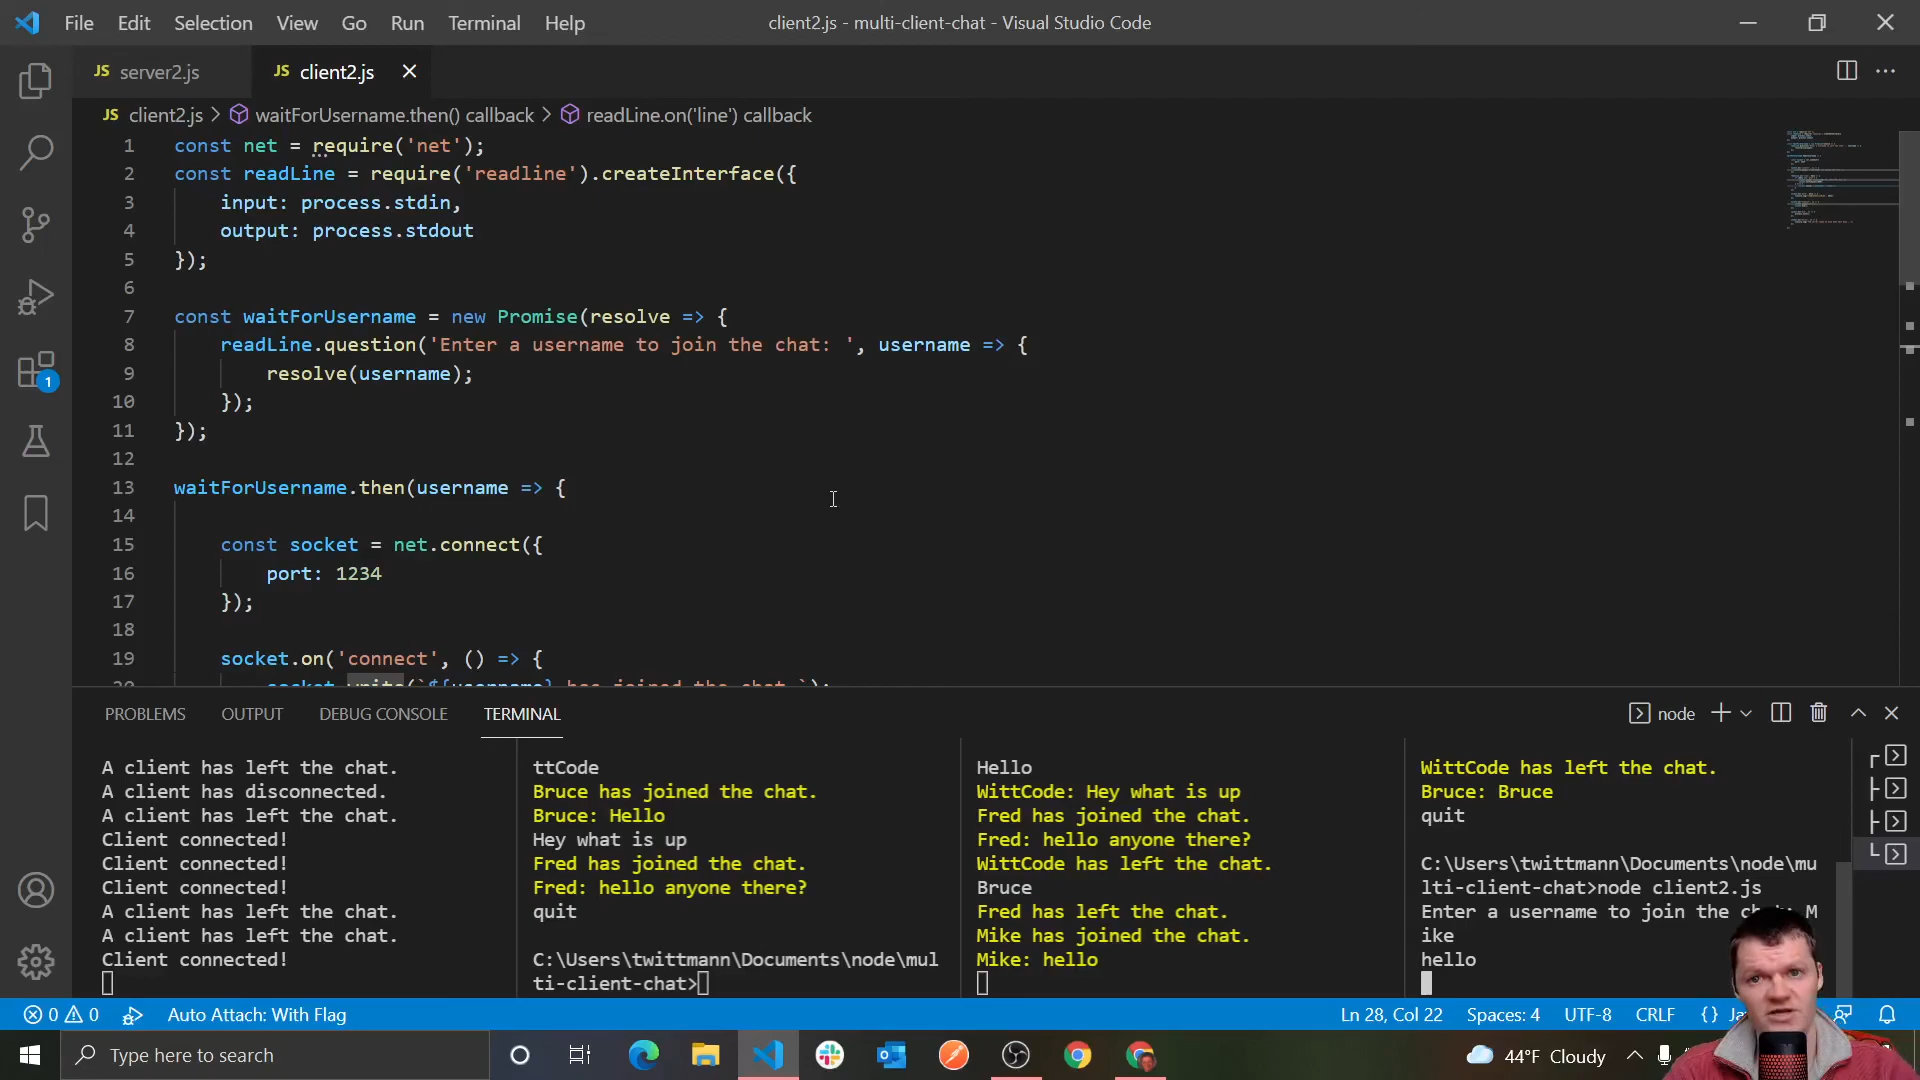 File Edit Selection View Go Run Terminal Help
client2.js - multi-client-chat - Visual Studio Code
JS server2.js
JS client2.js
JS client2.js > waitForUsername.then() callback > readLine.on('line') callback
1 const net = require('net');
2 const readLine = require('readline').createInterface({
3 input: process.stdin,
4 output: process.stdout
5 });
6
7 const waitForUsername = new Promise(resolve => {
8 readLine.question('Enter a username to join the chat: ', username => {
9 resolve(username);
10 });
11 });
12
13 waitForUsername.then(username => {
14
15 const socket = net.connect({
16 port: 1234
17 });
18
19 socket.on('connect', () => {
20 socket.write(`${username} has joined the chat.`);
1
PROBLEMS OUTPUT DEBUG CONSOLE TERMINAL
node
A client has left the chat.
A client has disconnected.
A client has left the chat.
Client connected!
Client connected!
Client connected!
A client has left the chat.
A client has left the chat.
Client connected!
ttCode
Bruce has joined the chat.
Bruce: Hello
Hey what is up
Fred has joined the chat.
Fred: hello anyone there?
quit
C:\Users\twittmann\Documents\node\mul
ti-client-chat>
Hello
WittCode: Hey what is up
Fred has joined the chat.
Fred: hello anyone there?
WittCode has left the chat.
Bruce
Fred has left the chat.
Mike has joined the chat.
Mike: hello
WittCode has left the chat.
Bruce: Bruce
quit
C:\Users\twittmann\Documents\node\mu
lti-client-chat>node client2.js
Enter a username to join the M
ike
hello
0 0 Auto Attach: With Flag
Ln 28, Col 22 Spaces: 4 UTF-8 CRLF {}
Type here to search
44°F Cloudy